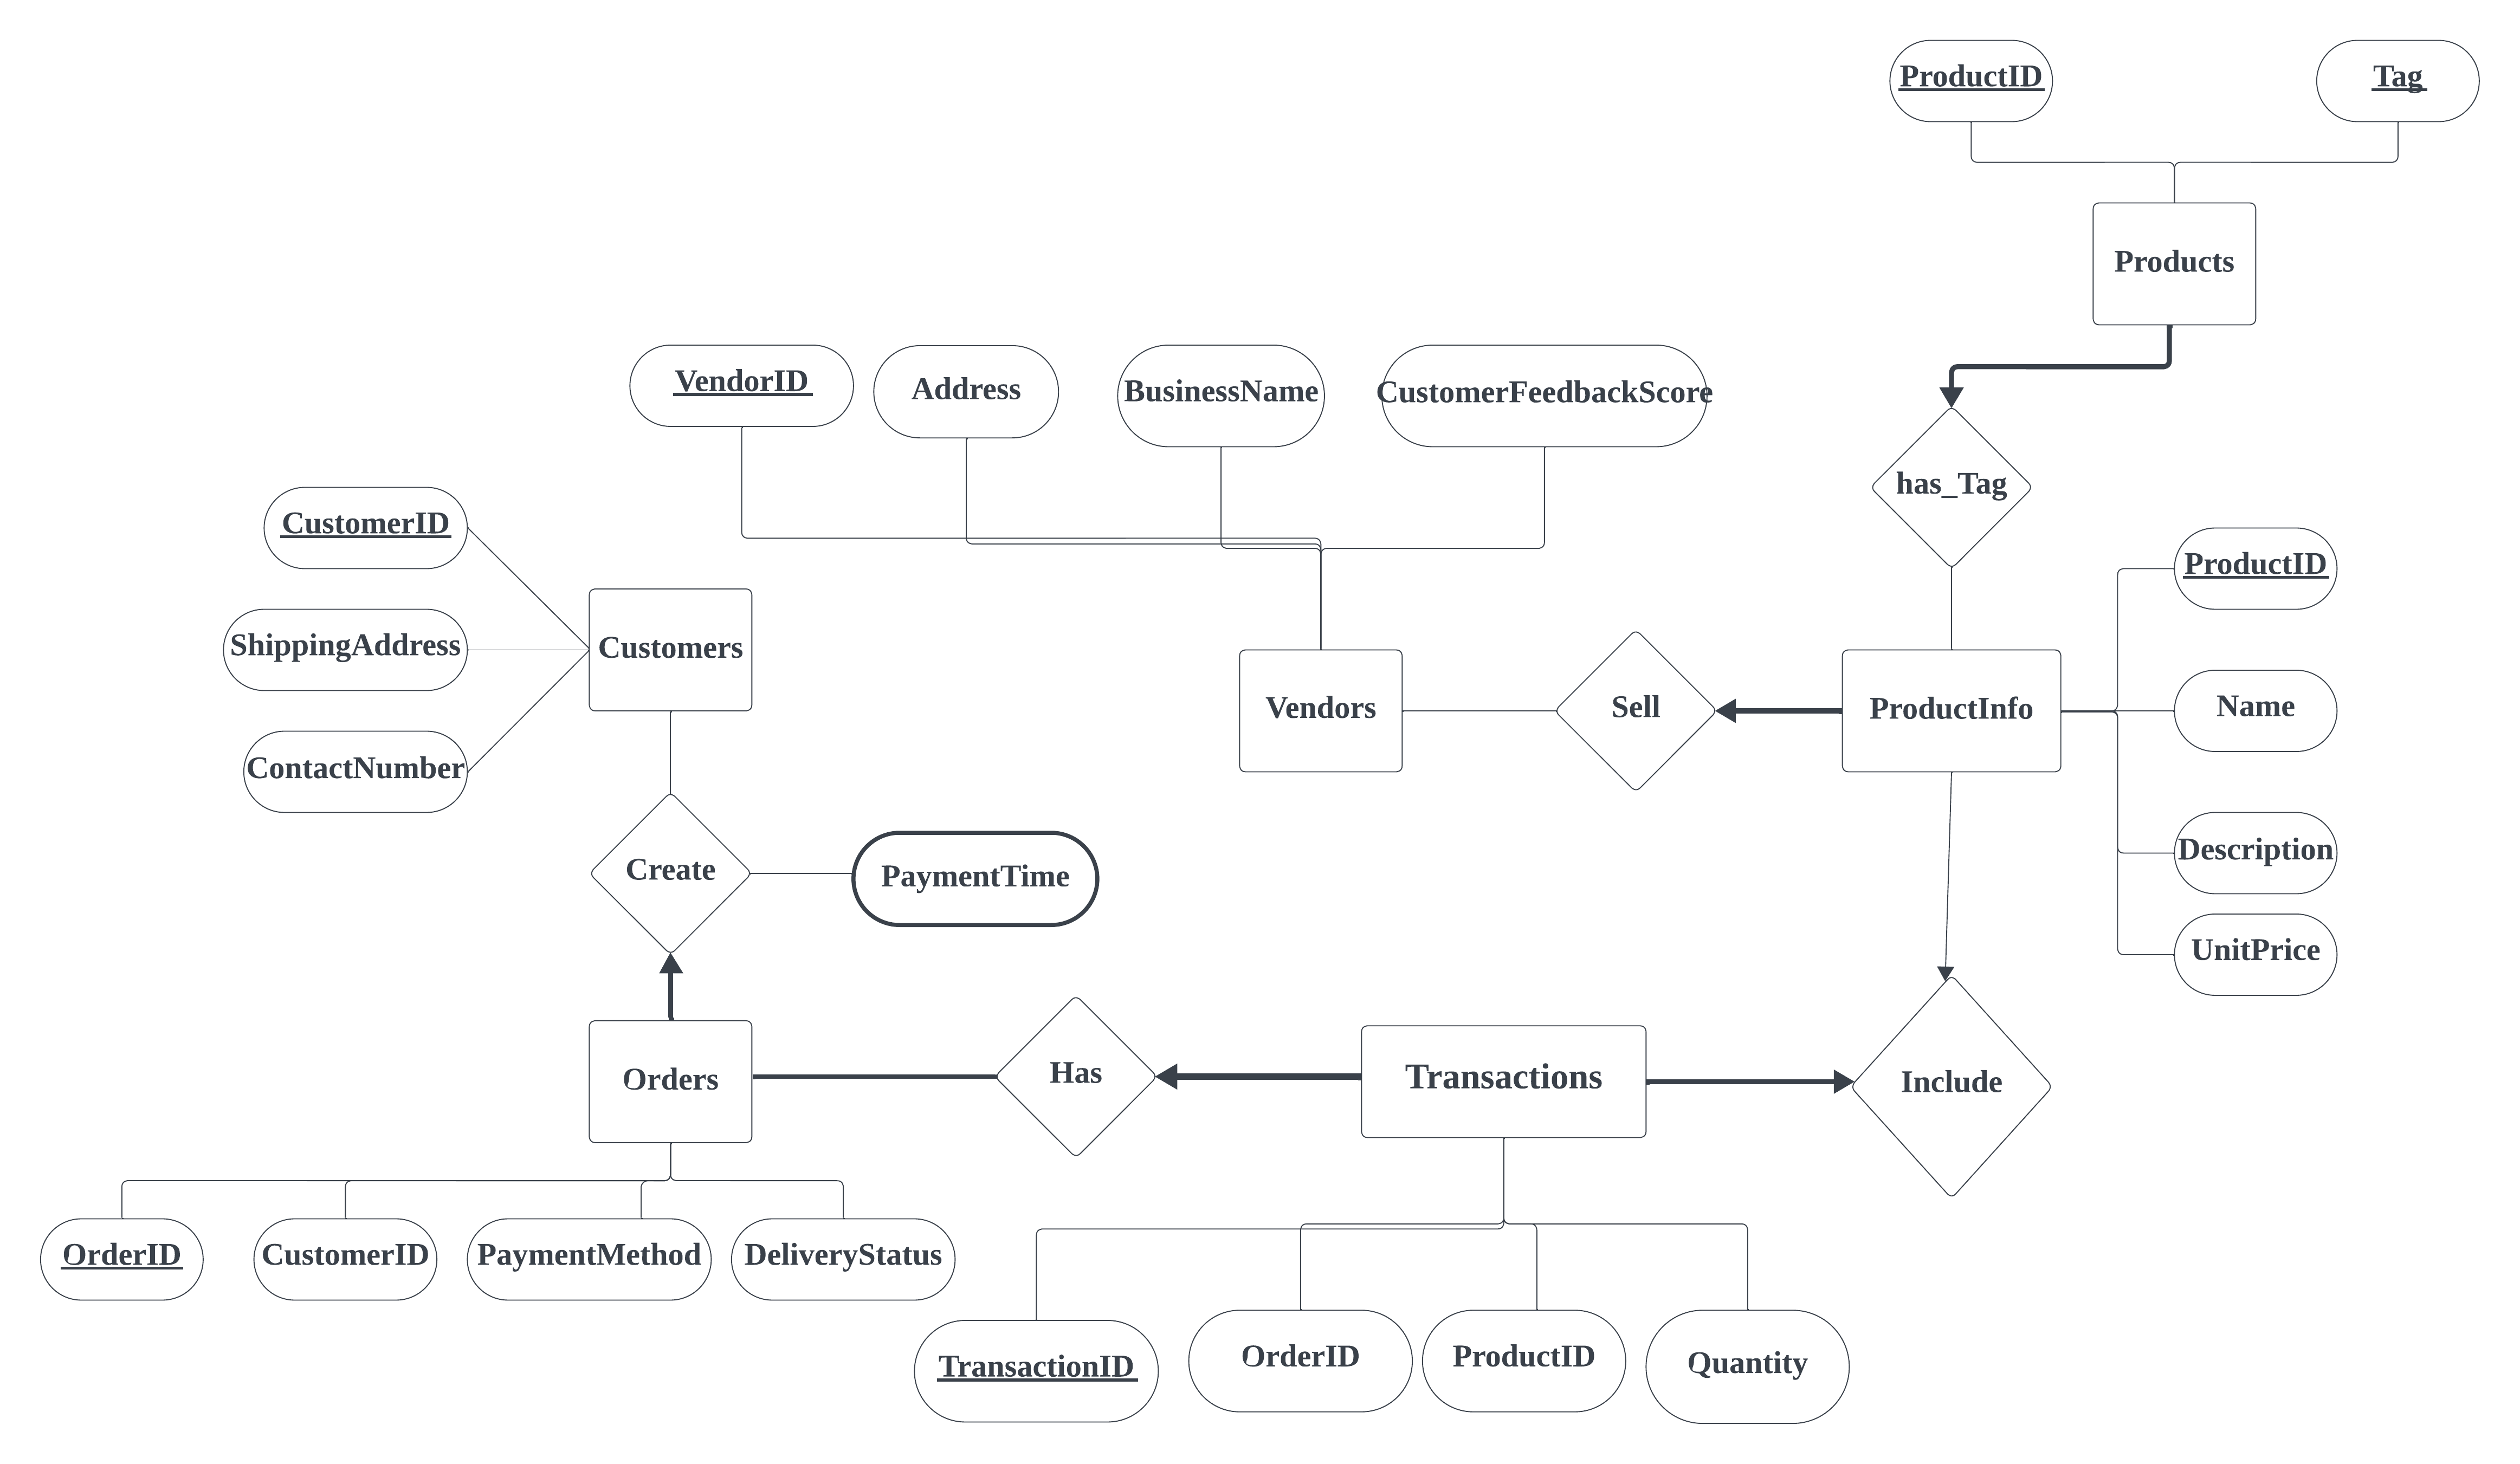 ProductID
Tag
Products
VendorID
Address
BusinessName
CustomerFeedbackScore
has_Tag
CustomerID
ShippingAddress
ContactNumber
Customers
Vendors
Sell
ProductInfo
ProductID
Name
Description
UnitPrice
Create
PaymentTime
Orders
Has
Transactions
Include
OrderID
CustomerID
PaymentMethod
DeliveryStatus
TransactionID
OrderID
ProductID
Quantity